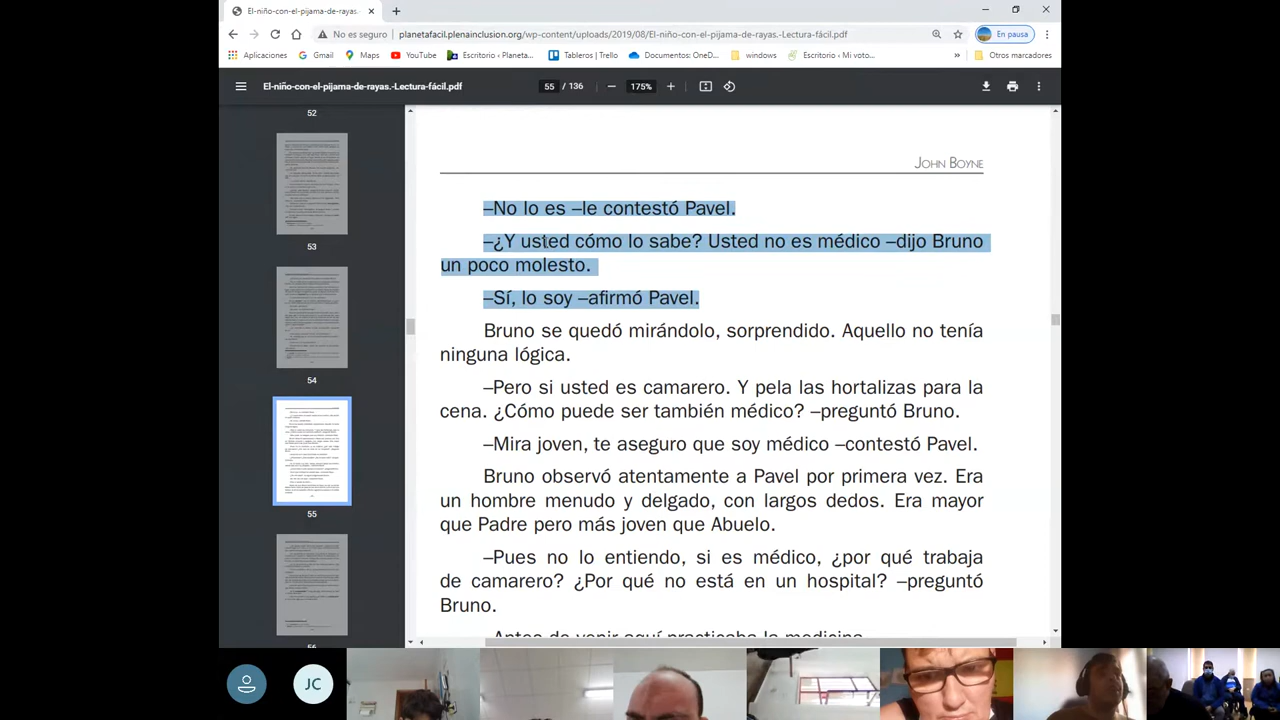 El-niño-con-el-pijama-de-rayas.
No es seguro
planetafacil.plenainclusion.org/wp-content/uploads/2019/08/El-niño-con-el-pijama-de-rayas.-Lectura-fácil.pdf
En pausa
Aplicaciones
Gmail
Maps
YouTube
Escritorio ‹ Planeta...
Tableros | Trello
Documentos: OneD...
windows
Escritorio ‹ Mi voto...
»
Otros marcadores
El-niño-con-el-pijama-de-rayas.-Lectura-fácil.pdf
55 / 136
175%
52
53
54
55
JOHN BOYNE
–No lo –le contestó
–¿Y usted cómo lo sabe? Usted no es médico –dijo Bruno
un poco molesto.
–Sí, lo soy –afirmó Pavel.
Bruno se quedó mirándolo, Aquello no tenía
ninguna lógica.
–Pero si usted es camarero. Y pela las hortalizas para la
cena. ¿Cómo puede ser también médico? –preguntó Bruno.
–Mira joven, te aseguro que soy médico –contestó Pavel.
Bruno miró atentamente a Pavel por primera vez. Era
un hombre menudo y delgado, con largos dedos. Era mayor
que Padre pero más joven que Abuelo.
–Pues no lo entiendo, si es médico, ¿por qué trabaja
de camarero? ¿Por qué no está en un hospital? –preguntó
Bruno.
–Antes de venir aquí practicaba la medicina
JC